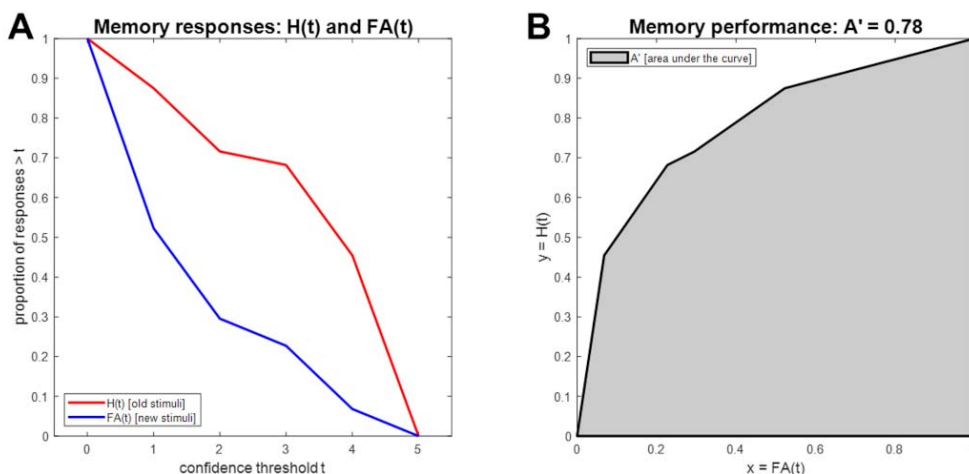 A
Memory responses: H(t) and FA(t)
proportion of responses > t
1
0.9
0.8
0.7
0.6
0.5
0.4
0.3
0.2
0.1
0
H(t) [old stimuli]
FA(t) [new stimuli]
0 1 2 3 4 5
confidence threshold t
B
Memory performance: A' = 0.78
y = H(t)
1
0.9
0.8
0.7
0.6
0.5
0.4
0.3
0.2
0.1
0
A' [area under the curve]
0 0.2 0.4 0.6 0.8
x = FA(t)